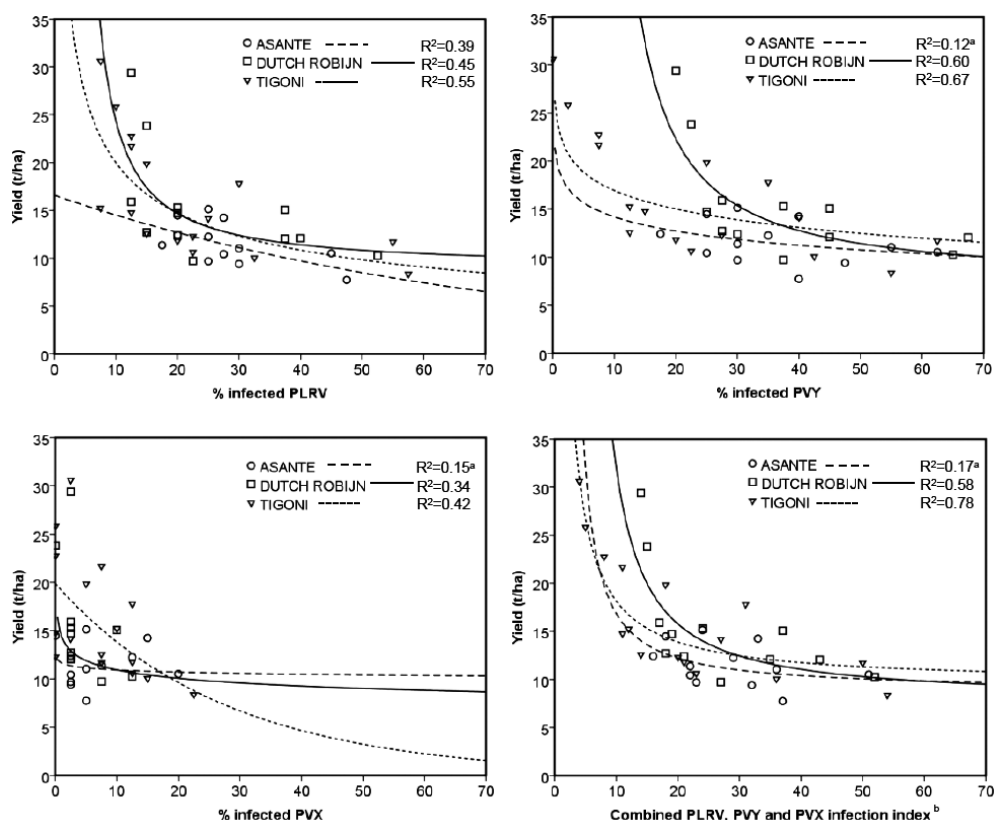 35
30
25
20
15
10
5
0
Yield (t/ha)
ASANTE R²=0.39
DUTCH ROBIJN R²=0.45
TIGONI R²=0.55
0 10 20 30 40 50 60 70
% infected PLRV
35
30
25
20
15
10
5
0
Yield (t/ha)
ASANTE R²=0.12ᵃ
DUTCH ROBIJN R²=0.60
TIGONI R²=0.67
0 10 20 30 40 50 60 70
% infected PVY
35
30
25
20
15
10
5
0
Yield (t/ha)
ASANTE R²=0.15ᵃ
DUTCH ROBIJN R²=0.34
TIGONI R²=0.42
0 10 20 30 40 50 60 70
% infected PVX
35
30
25
20
15
10
5
0
Yield (t/ha)
ASANTE R²=0.17ᵃ
DUTCH ROBIJN R²=0.58
TIGONI R²=0.78
0 10 20 30 40 50 60 70
Combined PLRV, PVY and PVX infection index ᵇ